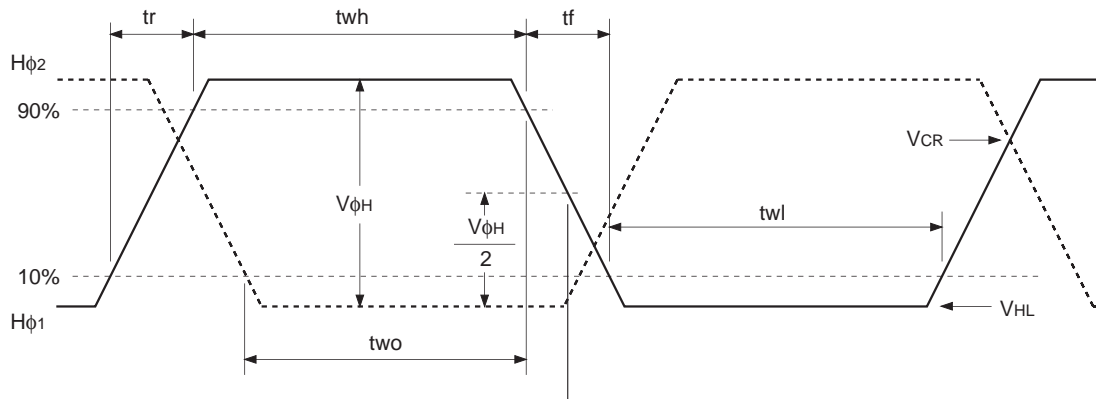 tr
twh
tf
Hϕ2
90%
VCR
VϕH
VϕH
2
twl
10%
Hϕ1
VHL
two